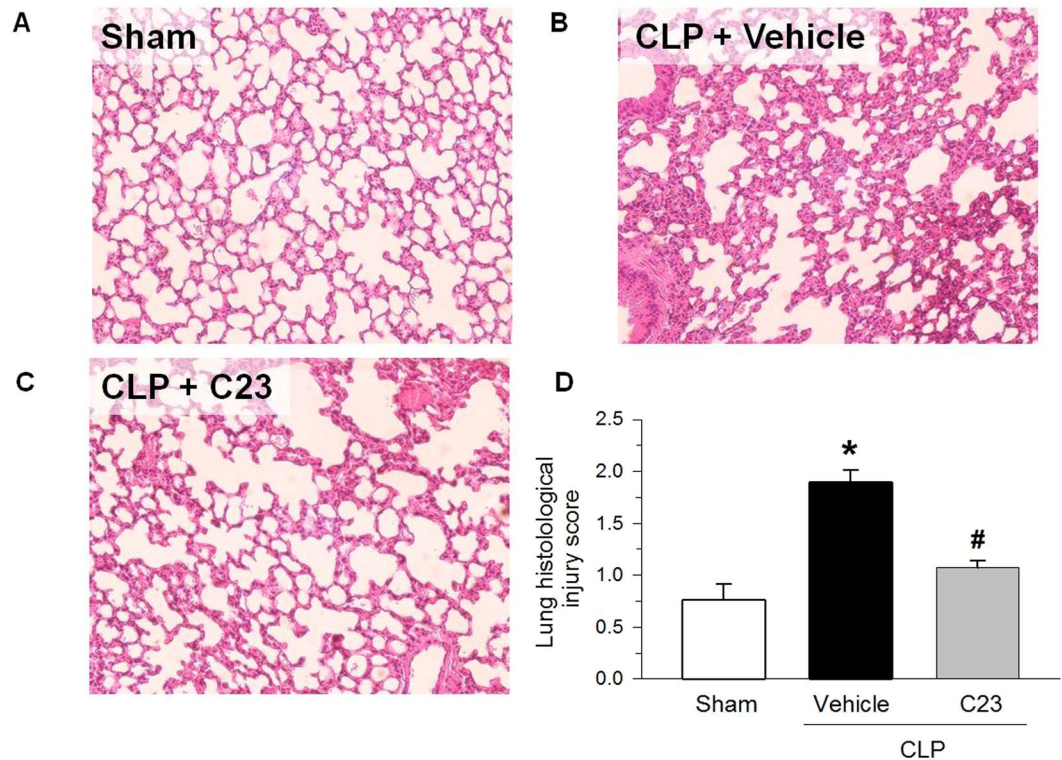 A
Sham
B
CLP + Vehicle
C
CLP + C23
D
Lung histolological
injury score
2.5
2.0
1.5
1.0
0.5
0.0
*
#
Sham
Vehicle
C23
CLP